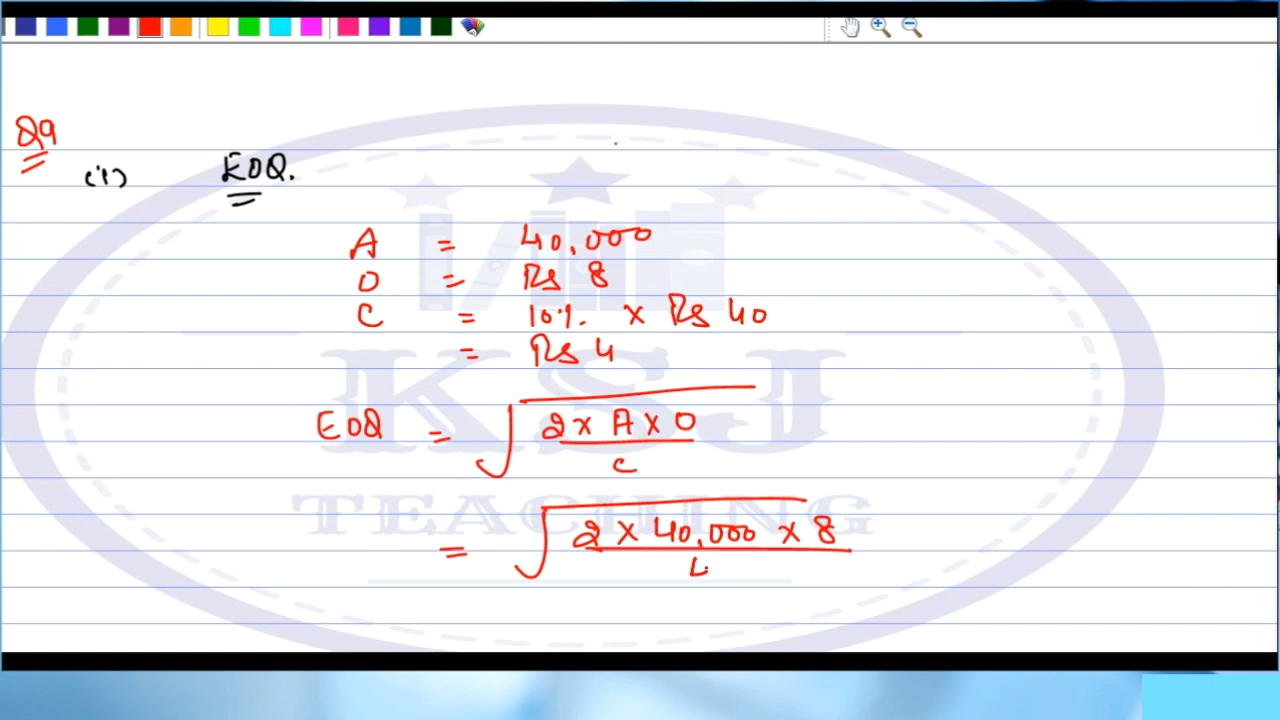 Q9
(i) EOQ.
A = 40,000
O = Rs 8
C = 10% x Rs 40
= Rs 4
EOQ = √ 2 x A x O
C
= √ 2 x 40,000 x 8
4
KSJ
TEACHING